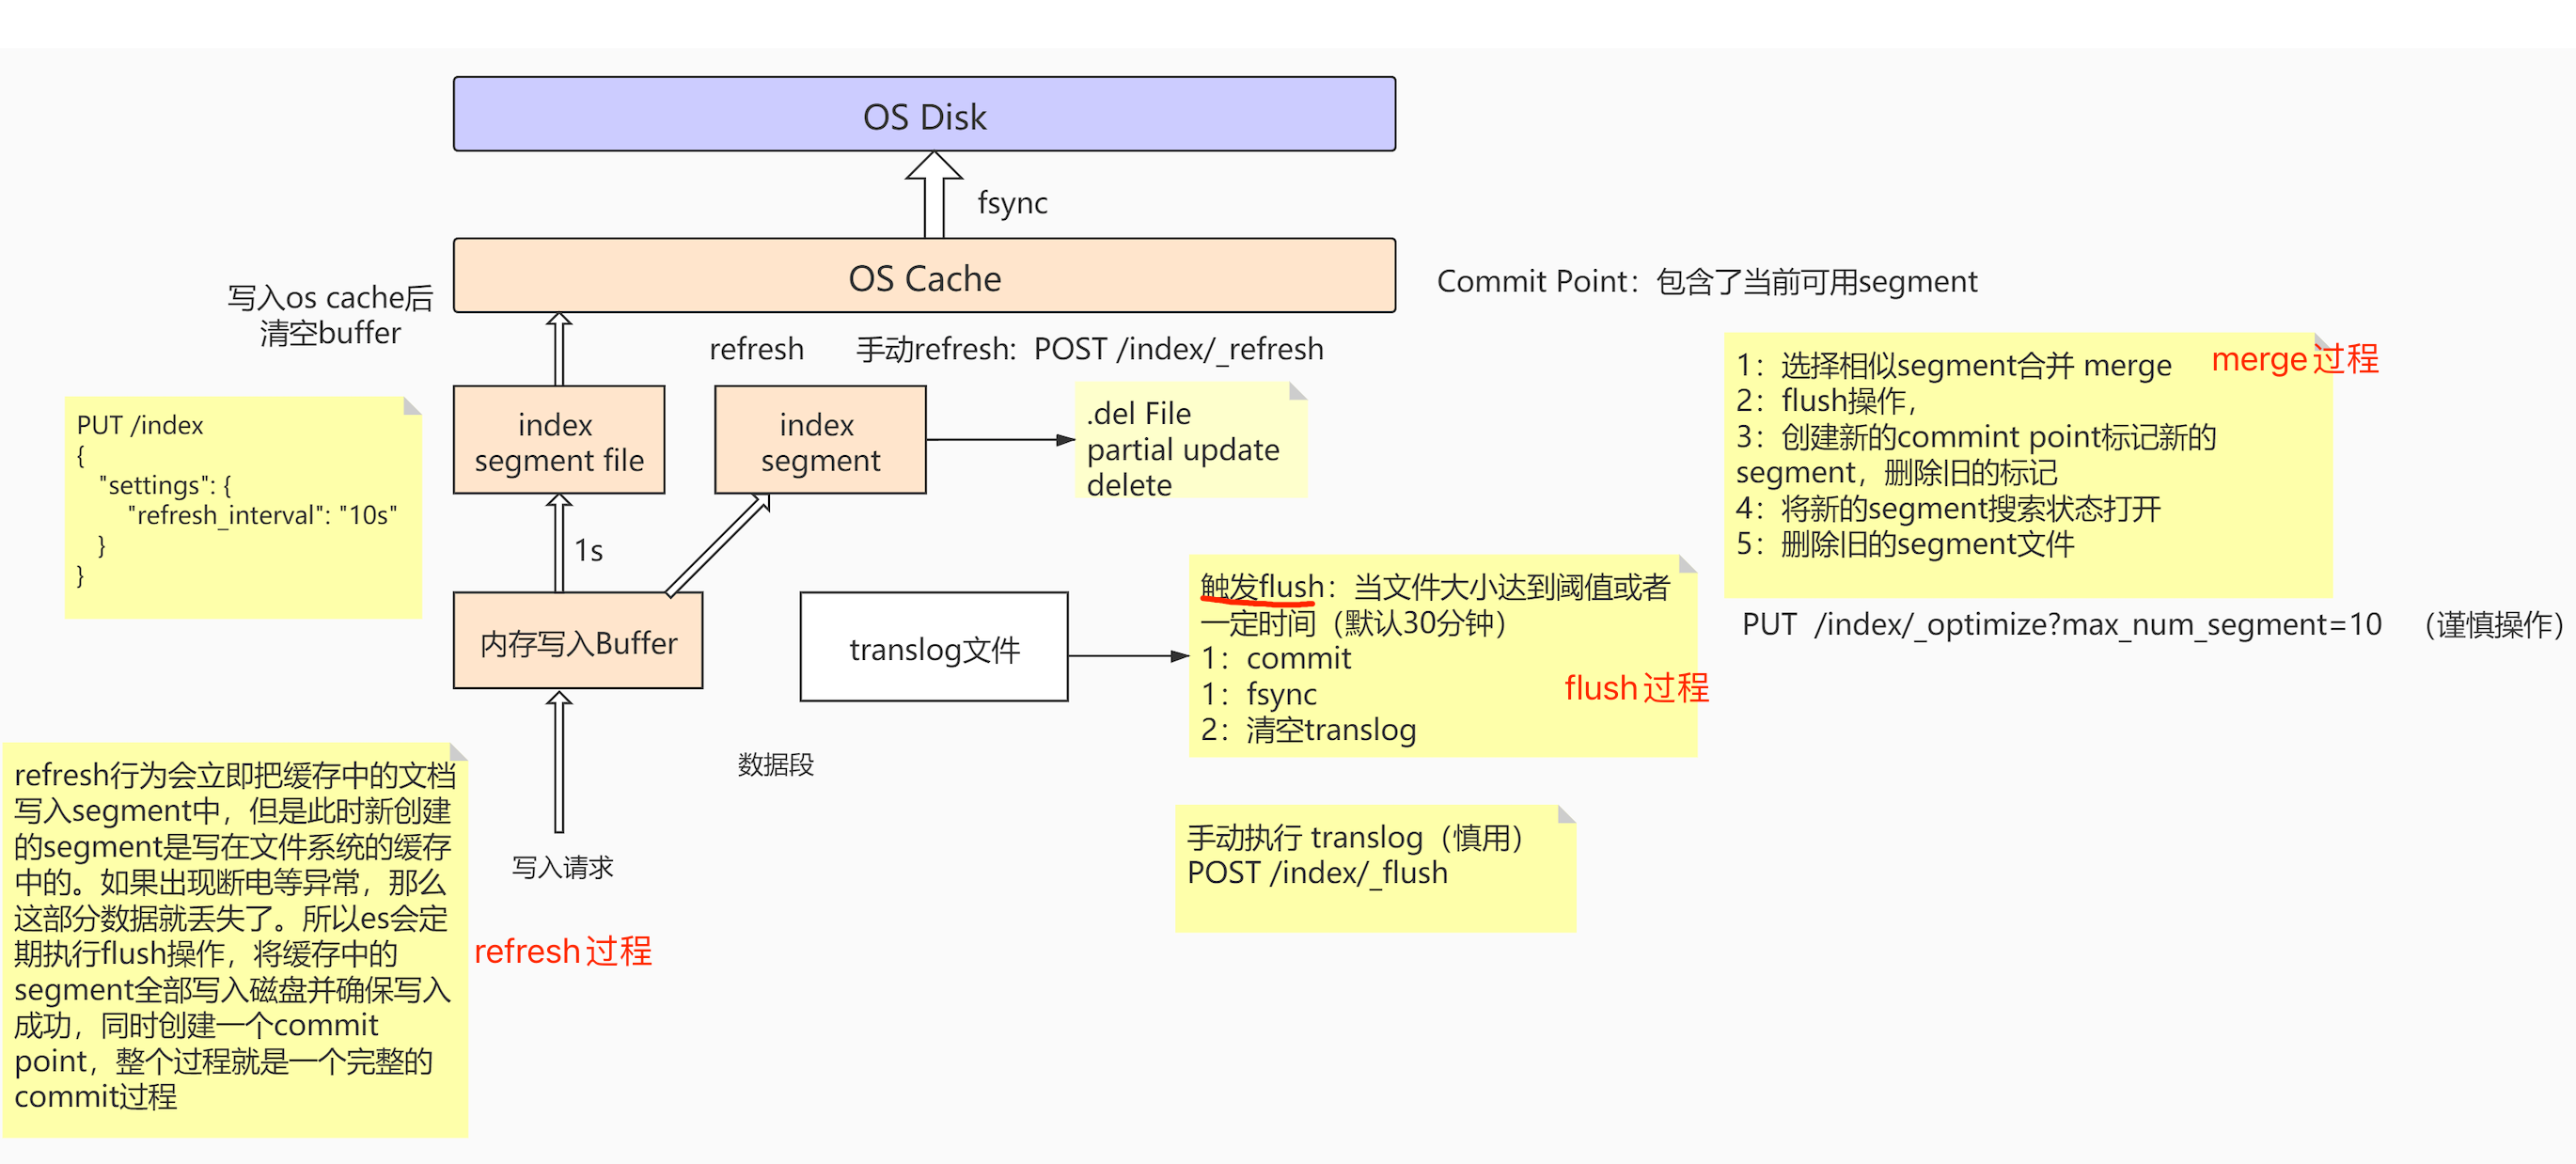 OS Disk
fsync
OS Cache
Commit Point：包含了当前可用segment
写入os cache后
清空buffer
refresh
手动refresh：POST /index/_refresh
index
segment file
index
segment
.del File
partial update
delete
PUT /index
{
"settings": {
"refresh_interval": "10s"
}
}
1s
内存写入Buffer
translog文件
1：选择相似segment合并 merge
merge过程
2：flush操作，
3：创建新的commint point标记新的
segment，删除旧的标记
4：将新的segment搜索状态打开
5：删除旧的segment文件
PUT /index/_optimize?max_num_segment=10 （谨慎操作）
触发flush：当文件大小达到阈值或者
一定时间（默认30分钟）
1：commit
1：fsync
2：清空translog
flush过程
数据段
手动执行 translog（慎用）
POST /index/_flush
写入请求
refresh过程
refresh行为会立即把缓存中的文档
写入segment中，但是此时新创建
的segment是写在文件系统的缓存
中的。如果出现断电等异常，那么
这部分数据就丢失了。所以es会定
期执行flush操作，将缓存中的
segment全部写入磁盘并确保写入
成功，同时创建一个commit
point，整个过程就是一个完整的
commit过程